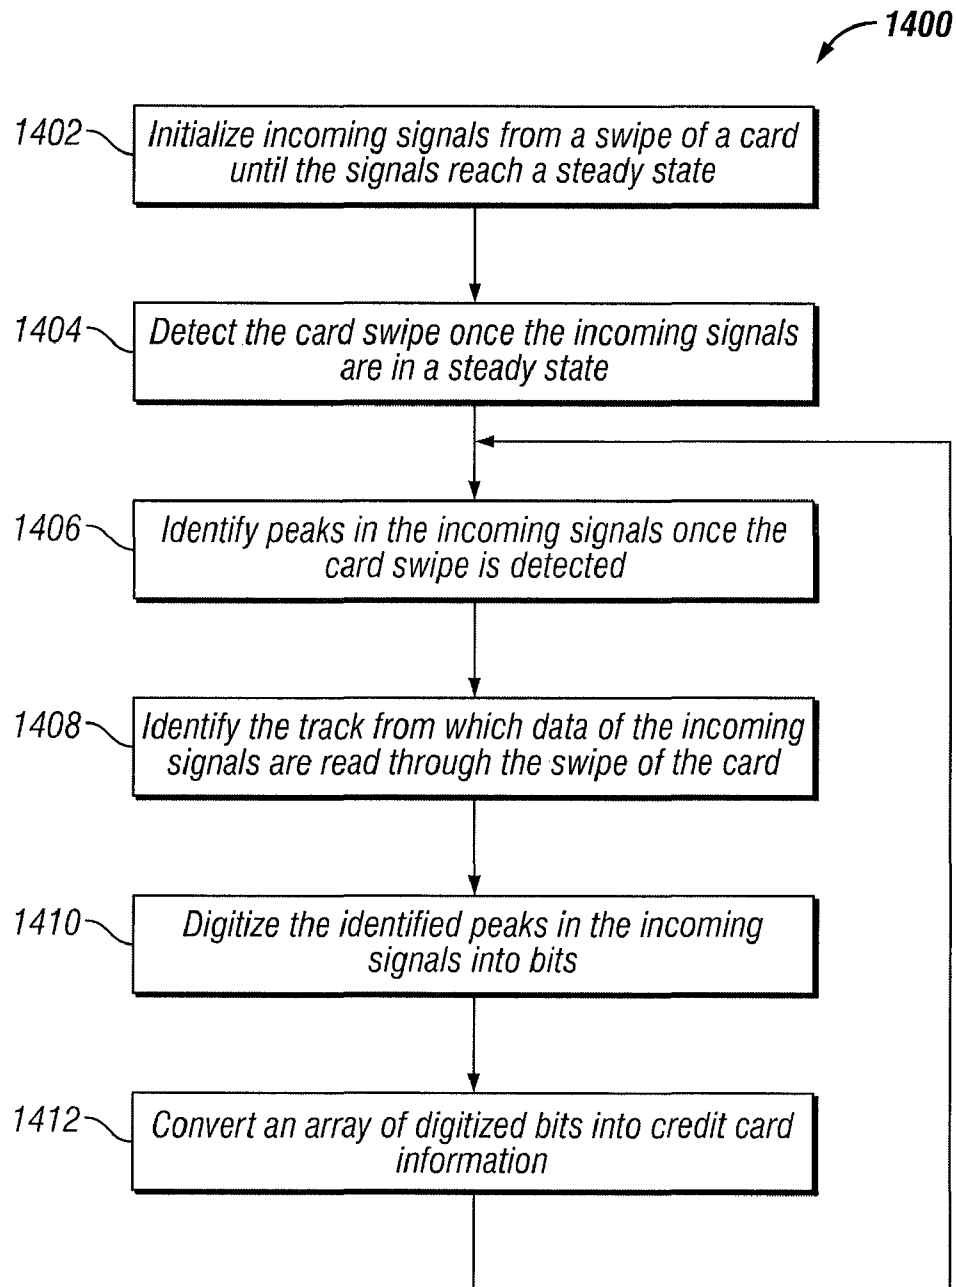 1400
1402
Initialize incoming signals from a swipe of a card
until the signals reach a steady state
1404
Detect the card swipe once the incoming signals
are in a steady state
1406
Identify peaks in the incoming signals once the
card swipe is detected
1408
Identify the track from which data of the incoming
signals are read through the swipe of the card
1410
Digitize the identified peaks in the incoming
signals into bits
1412
Convert an array of digitized bits into credit card
information